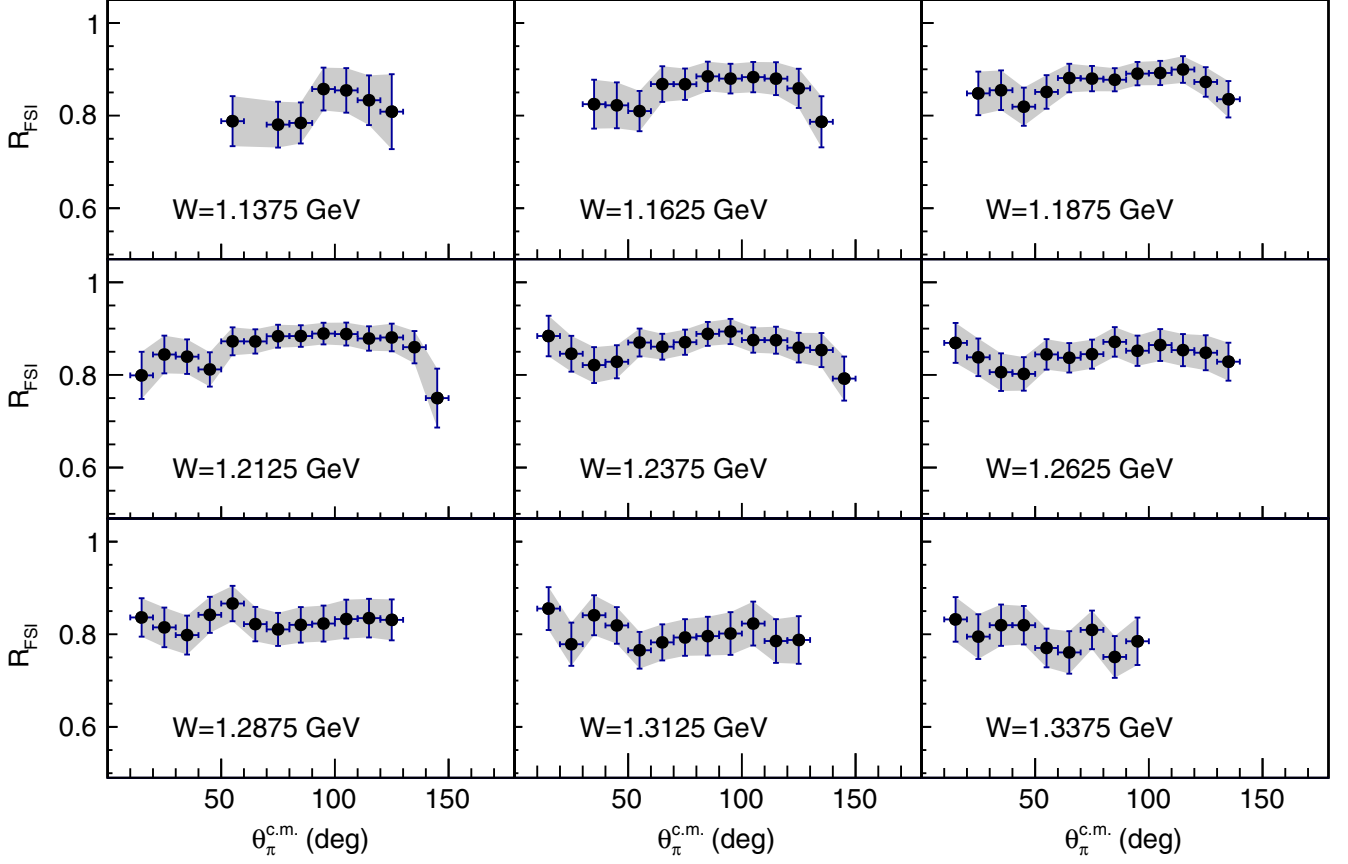 1
0.8
0.6
R_FSI
W=1.1375 GeV
W=1.1625 GeV
W=1.1875 GeV
1
0.8
0.6
R_FSI
W=1.2125 GeV
W=1.2375 GeV
W=1.2625 GeV
1
0.8
0.6
R_FSI
W=1.2875 GeV
W=1.3125 GeV
W=1.3375 GeV
50 100 150
50 100 150
50 100 150
θ_π^c.m. (deg)
θ_π^c.m. (deg)
θ_π^c.m. (deg)